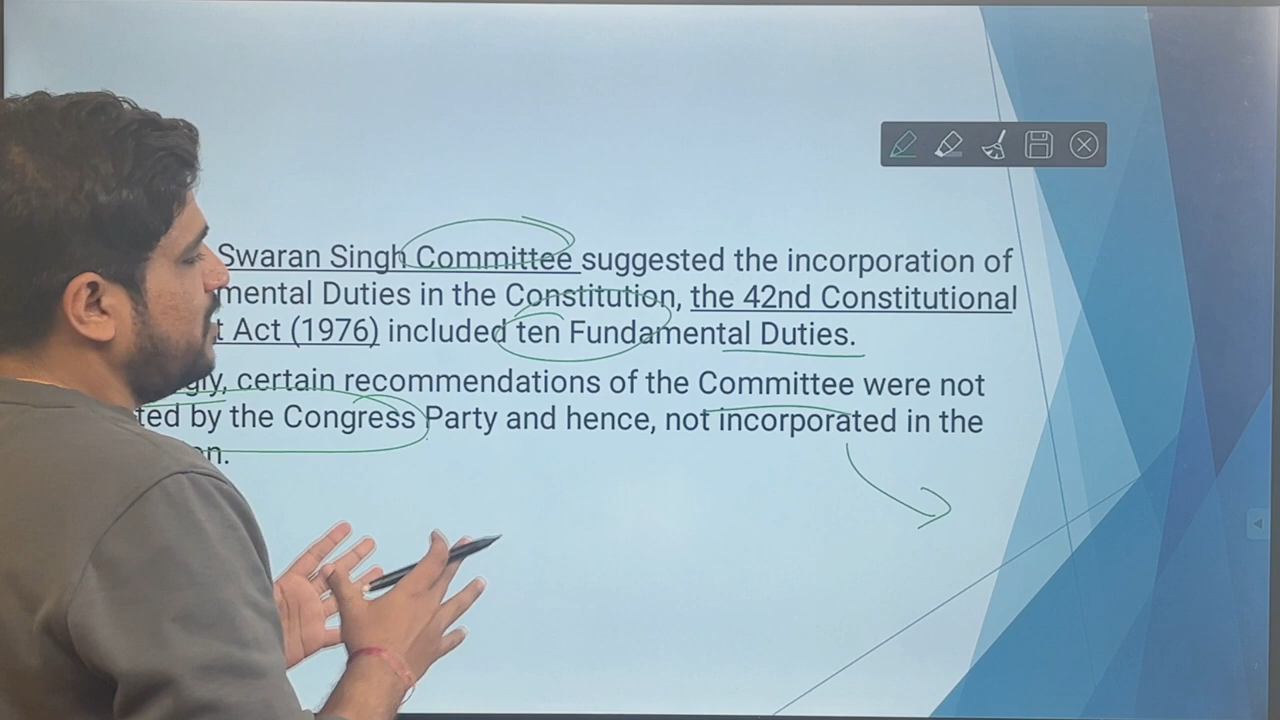 Swaran Singh Committee suggested the incorporation of
mental Duties in the Constitution, the 42nd Constitutional
t Act (1976) included ten Fundamental Duties.
gly, certain recommendations of the Committee were not
ted by the Congress Party and hence, not incorporated in the
on.